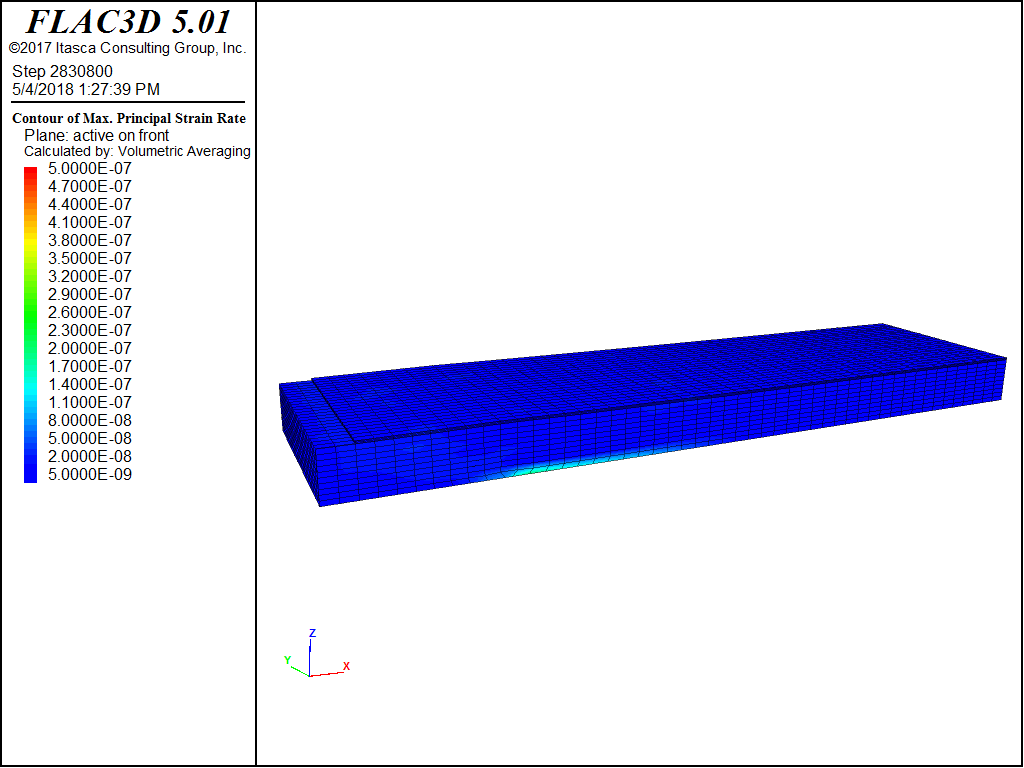 FLAC3D 5.01
©2017 Itasca Consulting Group, Inc.
Step 2830800
5/4/2018 1:27:39 PM
Contour of Max. Principal Strain Rate
Plane: active on front
Calculated by: Volumetric Averaging
5.0000E-07
4.7000E-07
4.4000E-07
4.1000E-07
3.8000E-07
3.5000E-07
3.2000E-07
2.9000E-07
2.6000E-07
2.3000E-07
2.0000E-07
1.7000E-07
1.4000E-07
1.1000E-07
8.0000E-08
5.0000E-08
2.0000E-08
5.0000E-09
Z
Y
X